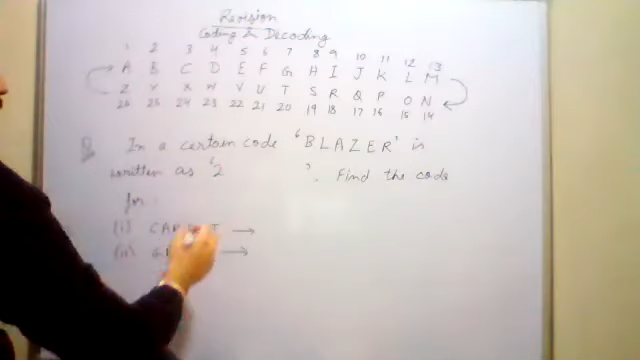 Revision
Coding & Decoding
1 2 3 4 5 6 7 8 9 10 11 12 13
A B C D E F G H I J K L M
Z Y X W V U T S R Q P O N
26 25 24 23 22 21 20 19 18 17 16 15 14
Q. In a certain code 'BLAZER' is
written as '2 '. Find the code
for :
(i) →
(ii) →